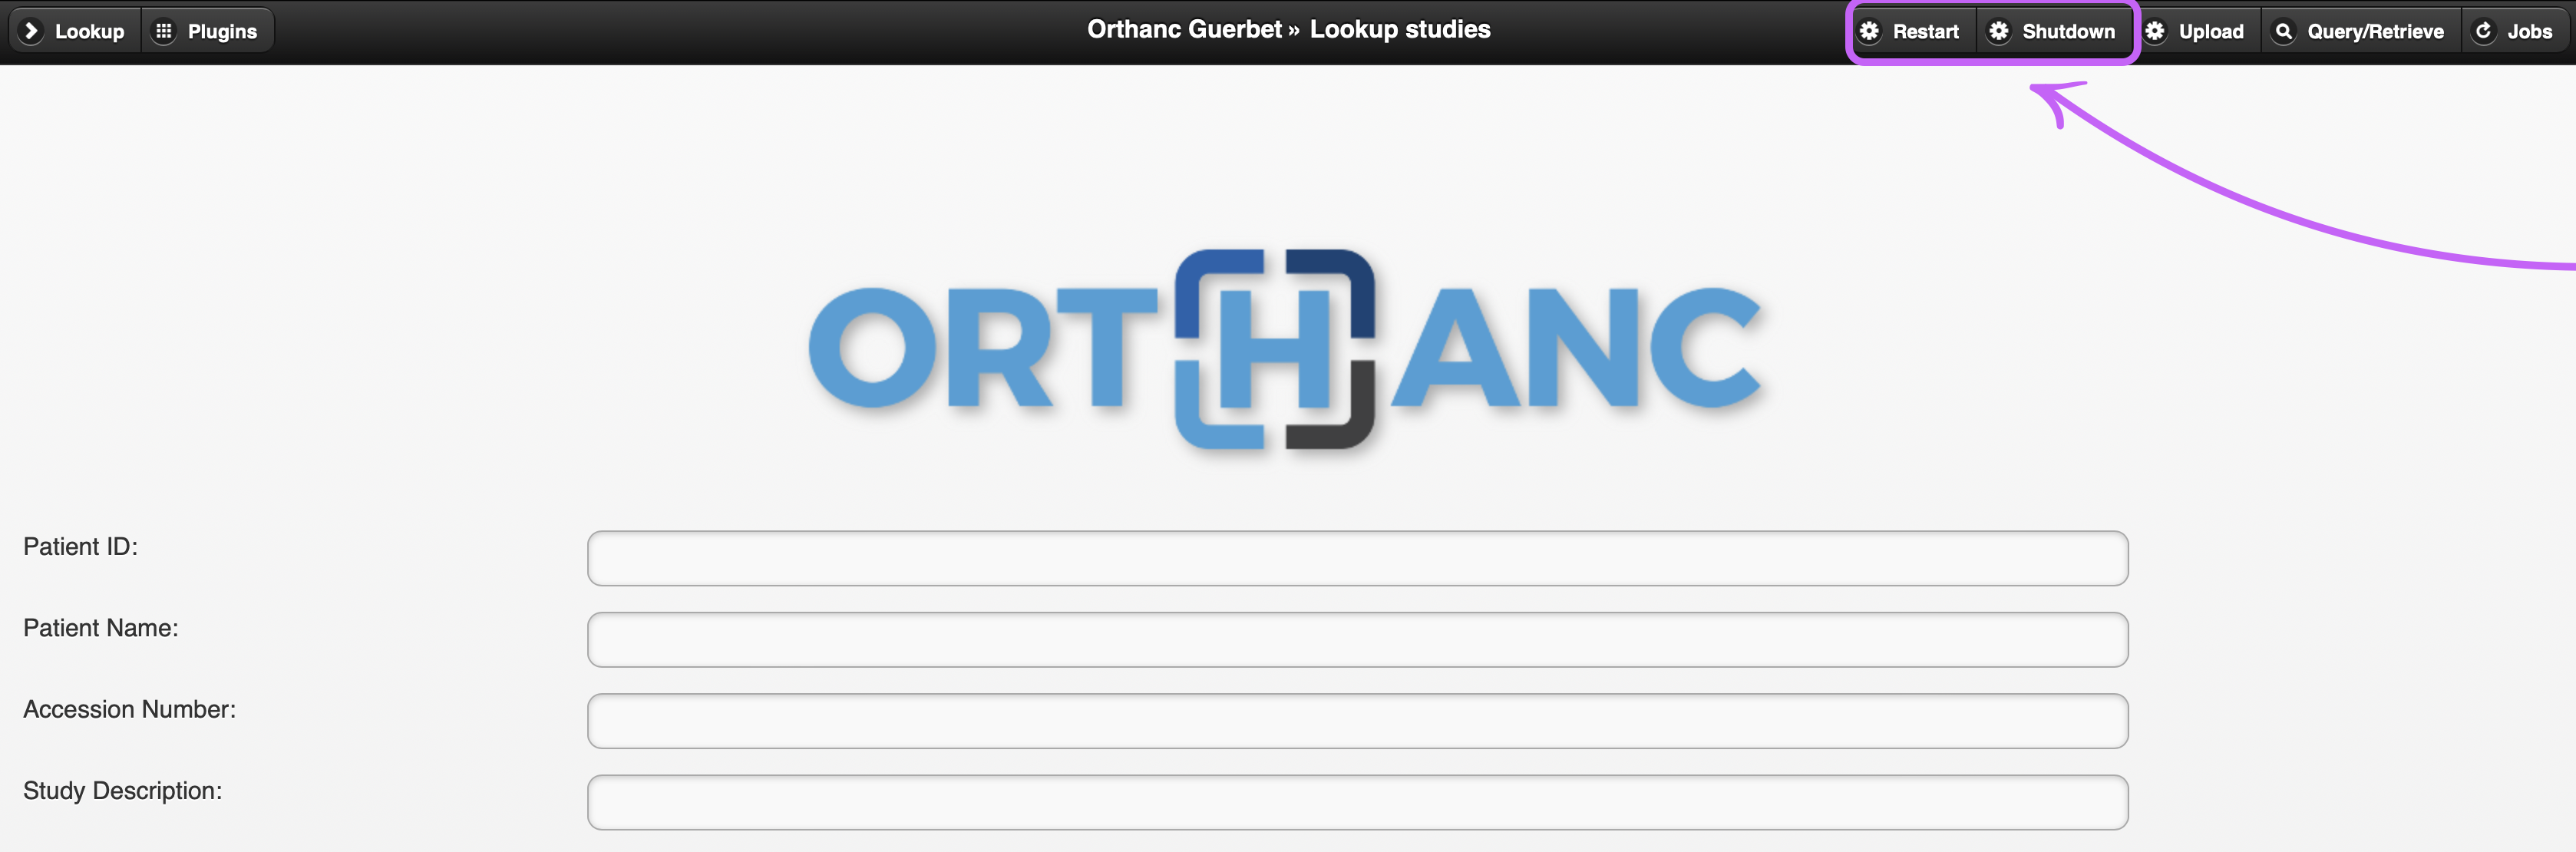 Lookup Plugins Orthanc Guerbet » Lookup studies Restart Shutdown Upload Query/Retrieve Jobs
ORTHANC
Patient ID:
Patient Name:
Accession Number:
Study Description: